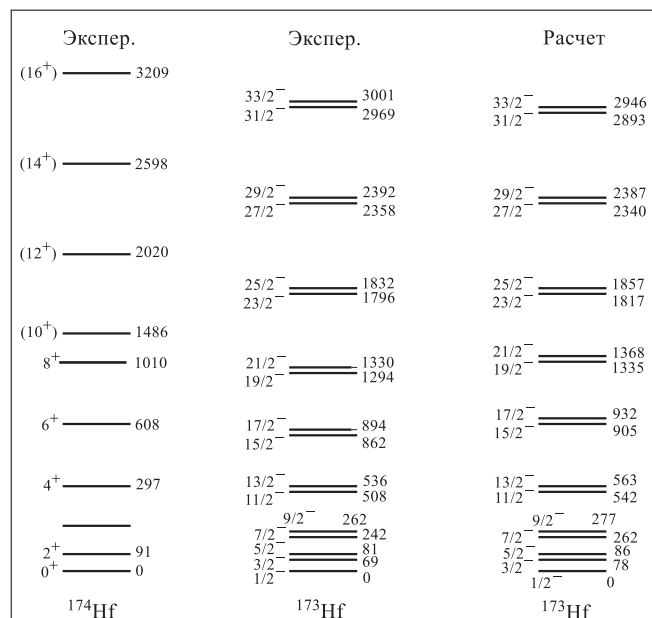 Экспер. Экспер. Расчет
(16⁺) 3209
33/2⁻ 3001 33/2⁻ 2946
31/2⁻ 2969 31/2⁻ 2893
(14⁺) 2598
29/2⁻ 2392 29/2⁻ 2387
27/2⁻ 2358 27/2⁻ 2340
(12⁺) 2020
25/2⁻ 1832 25/2⁻ 1857
23/2⁻ 1796 23/2⁻ 1817
(10⁺) 1486
8⁺ 1010
21/2⁻ 1330 21/2⁻ 1368
19/2⁻ 1294 19/2⁻ 1335
6⁺ 608
17/2⁻ 894 17/2⁻ 932
15/2⁻ 862 15/2⁻ 905
4⁺ 297
13/2⁻ 536 13/2⁻ 563
11/2⁻ 508 11/2⁻ 542
9/2⁻ 262 9/2⁻ 277
7/2⁻ 242 7/2⁻ 262
2⁺ 91 5/2⁻ 81 5/2⁻ 86
3/2⁻ 69 3/2⁻ 78
0⁺ 0 1/2⁻ 0 1/2⁻ 0
¹⁷⁴Hf ¹⁷³Hf ¹⁷³Hf